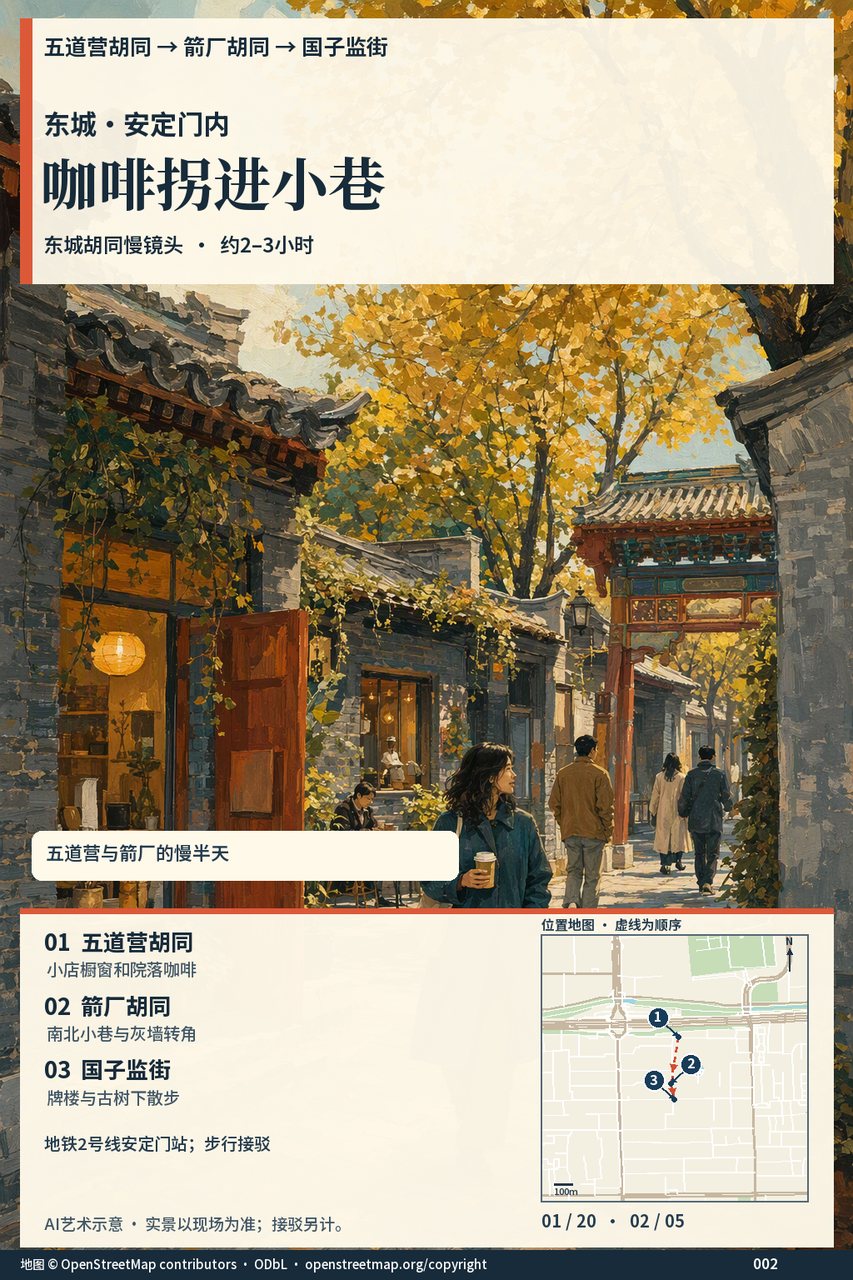 五道营胡同 → 箭厂胡同 → 国子监街
东城·安定门内
咖啡拐进小巷
东城胡同慢镜头 · 约2–3小时
五道营与箭厂的慢半天
01 五道营胡同
小店橱窗和院落咖啡
02 箭厂胡同
南北小巷与灰墙转角
03 国子监街
牌楼与古树下散步
地铁2号线安定门站；步行接驳
AI艺术示意 · 实景以现场为准；接驳另计。
位置地图 · 虚线为顺序
N
1
2
3
100m
01 / 20 · 02 / 05
地图 © OpenStreetMap contributors · ODbL · openstreetmap.org/copyright
002